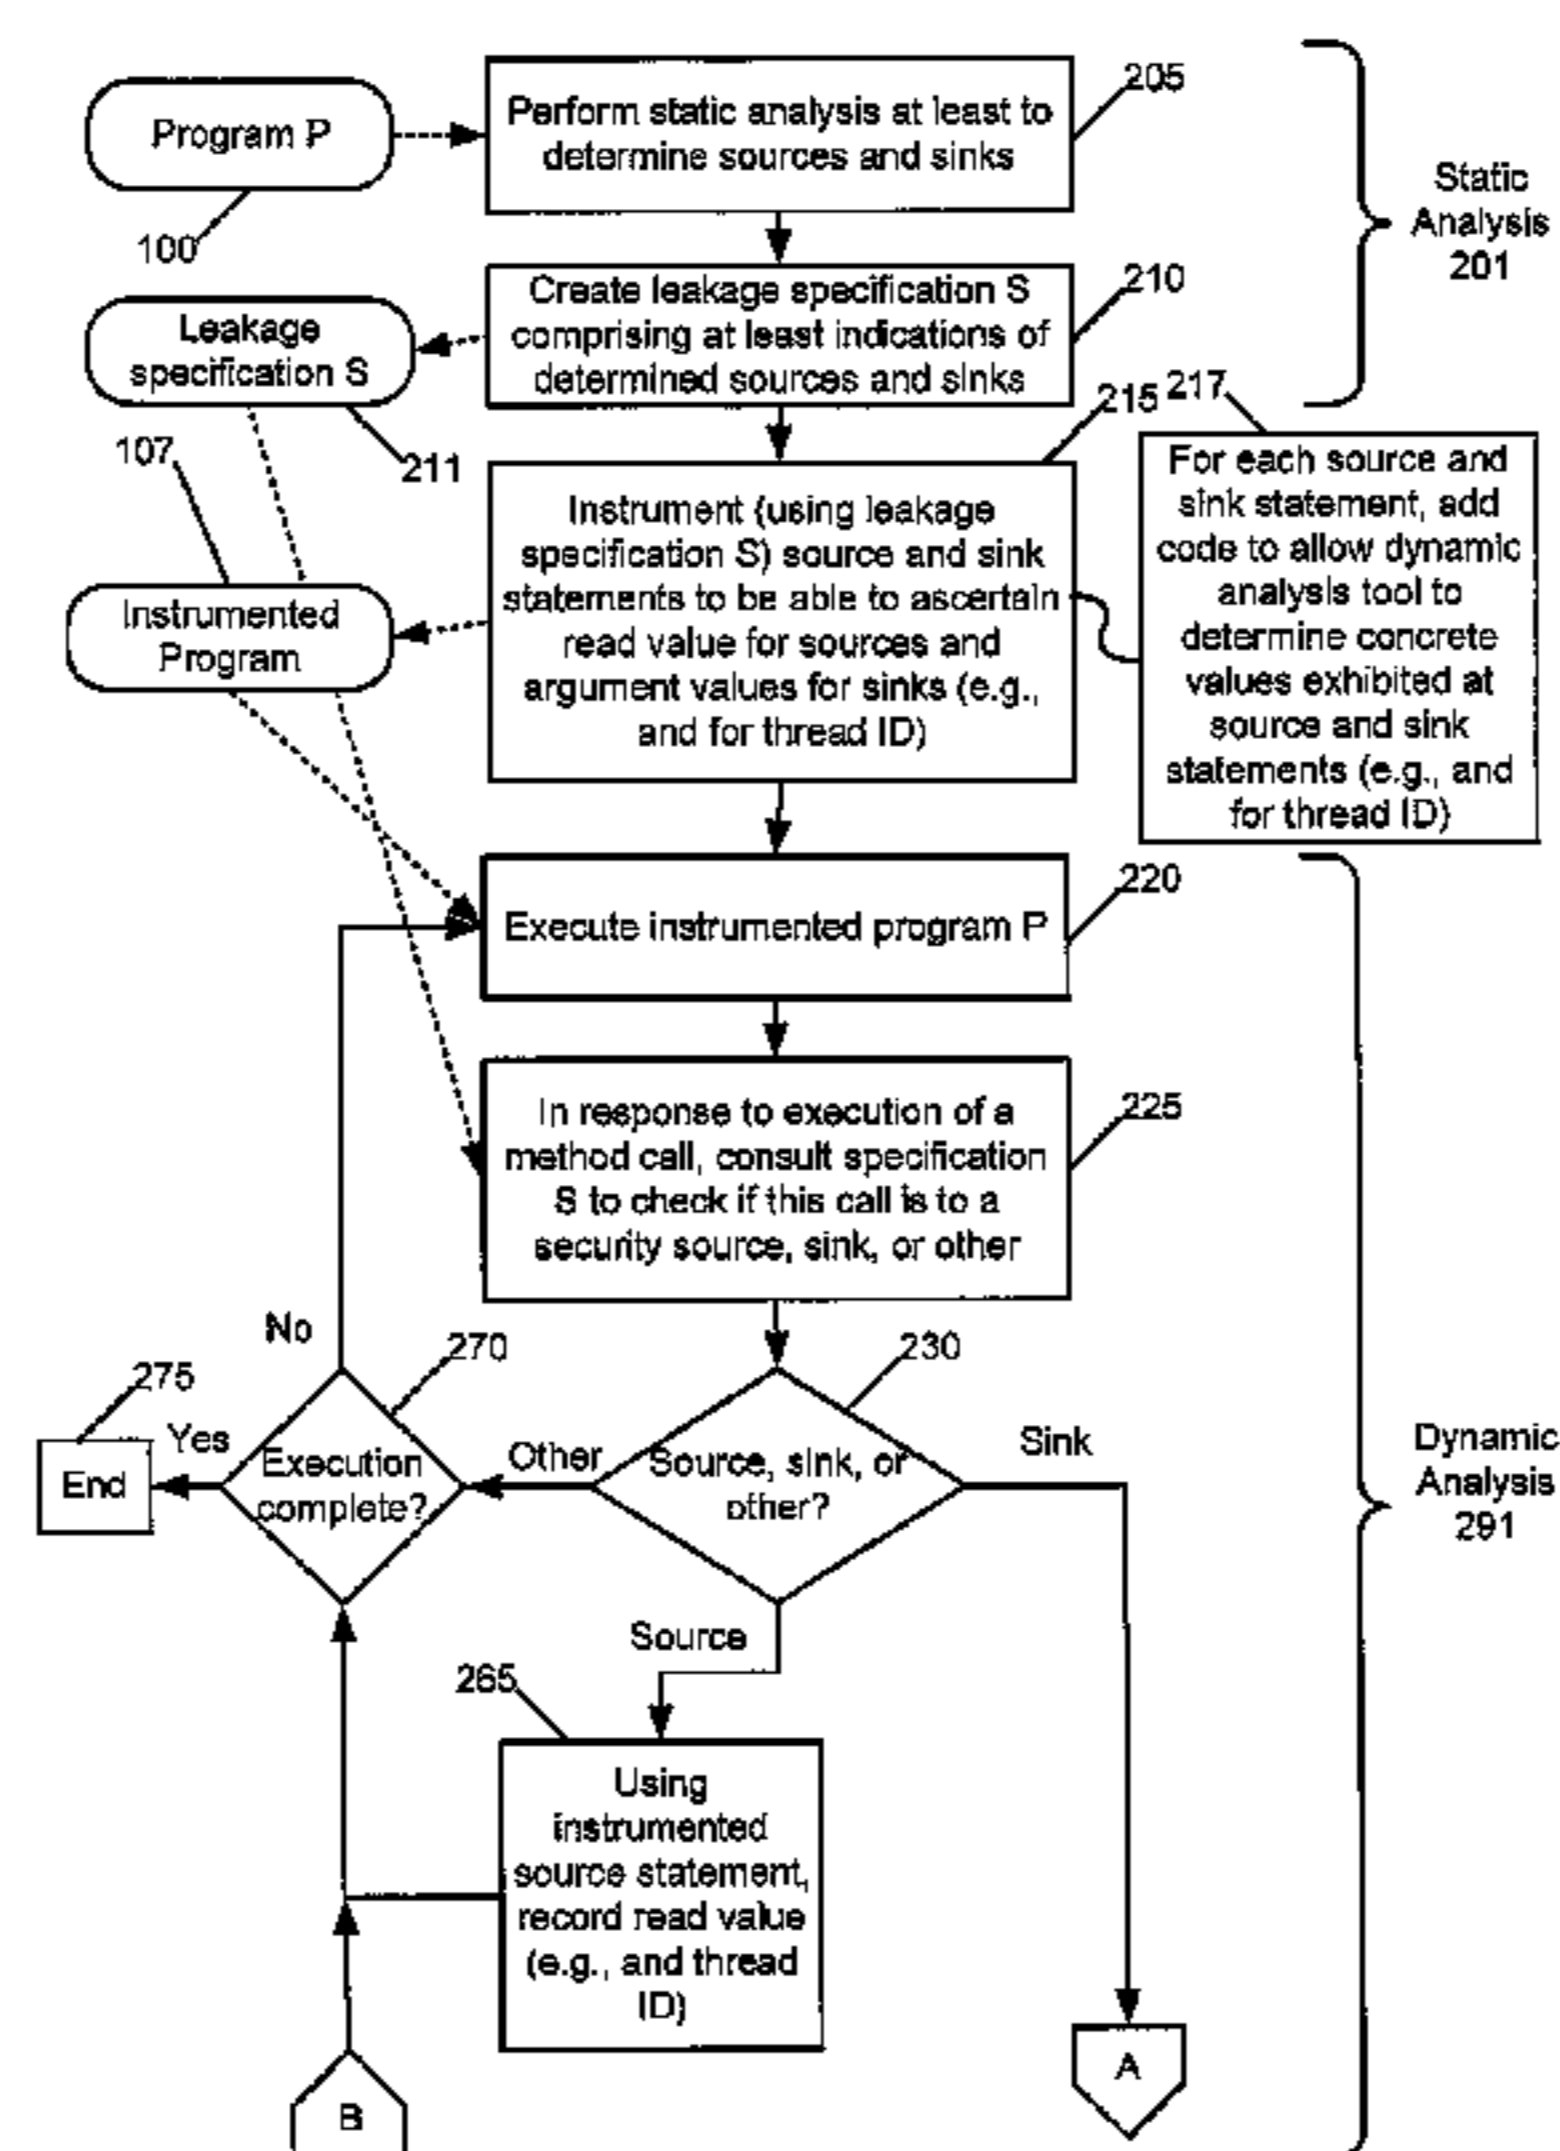 Program P
100
Perform static analysis at least to
determine sources and sinks
205
Static
Analysis
201
Create leakage specification S
comprising at least indications of
determined sources and sinks
210
Leakage
specification S
211
107
215
217
Instrument (using leakage
specification S) source and sink
statements to be able to ascertain
read value for sources and
argument values for sinks (e.g.,
and for thread ID)
For each source and
sink statement, add
code to allow dynamic
analysis tool to
determine concrete
values exhibited at
source and sink
statements (e.g., and
for thread ID)
Instrumented
Program
220
Execute instrumented program P
225
In response to execution of a
method call, consult specification
S to check if this call is to a
security source, sink, or other
No
270
230
275
Yes
End
Execution
complete?
Other
Source, sink, or
other?
Sink
Dynamic
Analysis
291
Source
265
Using
instrumented
source statement,
record read value
(e.g., and thread
ID)
A
B